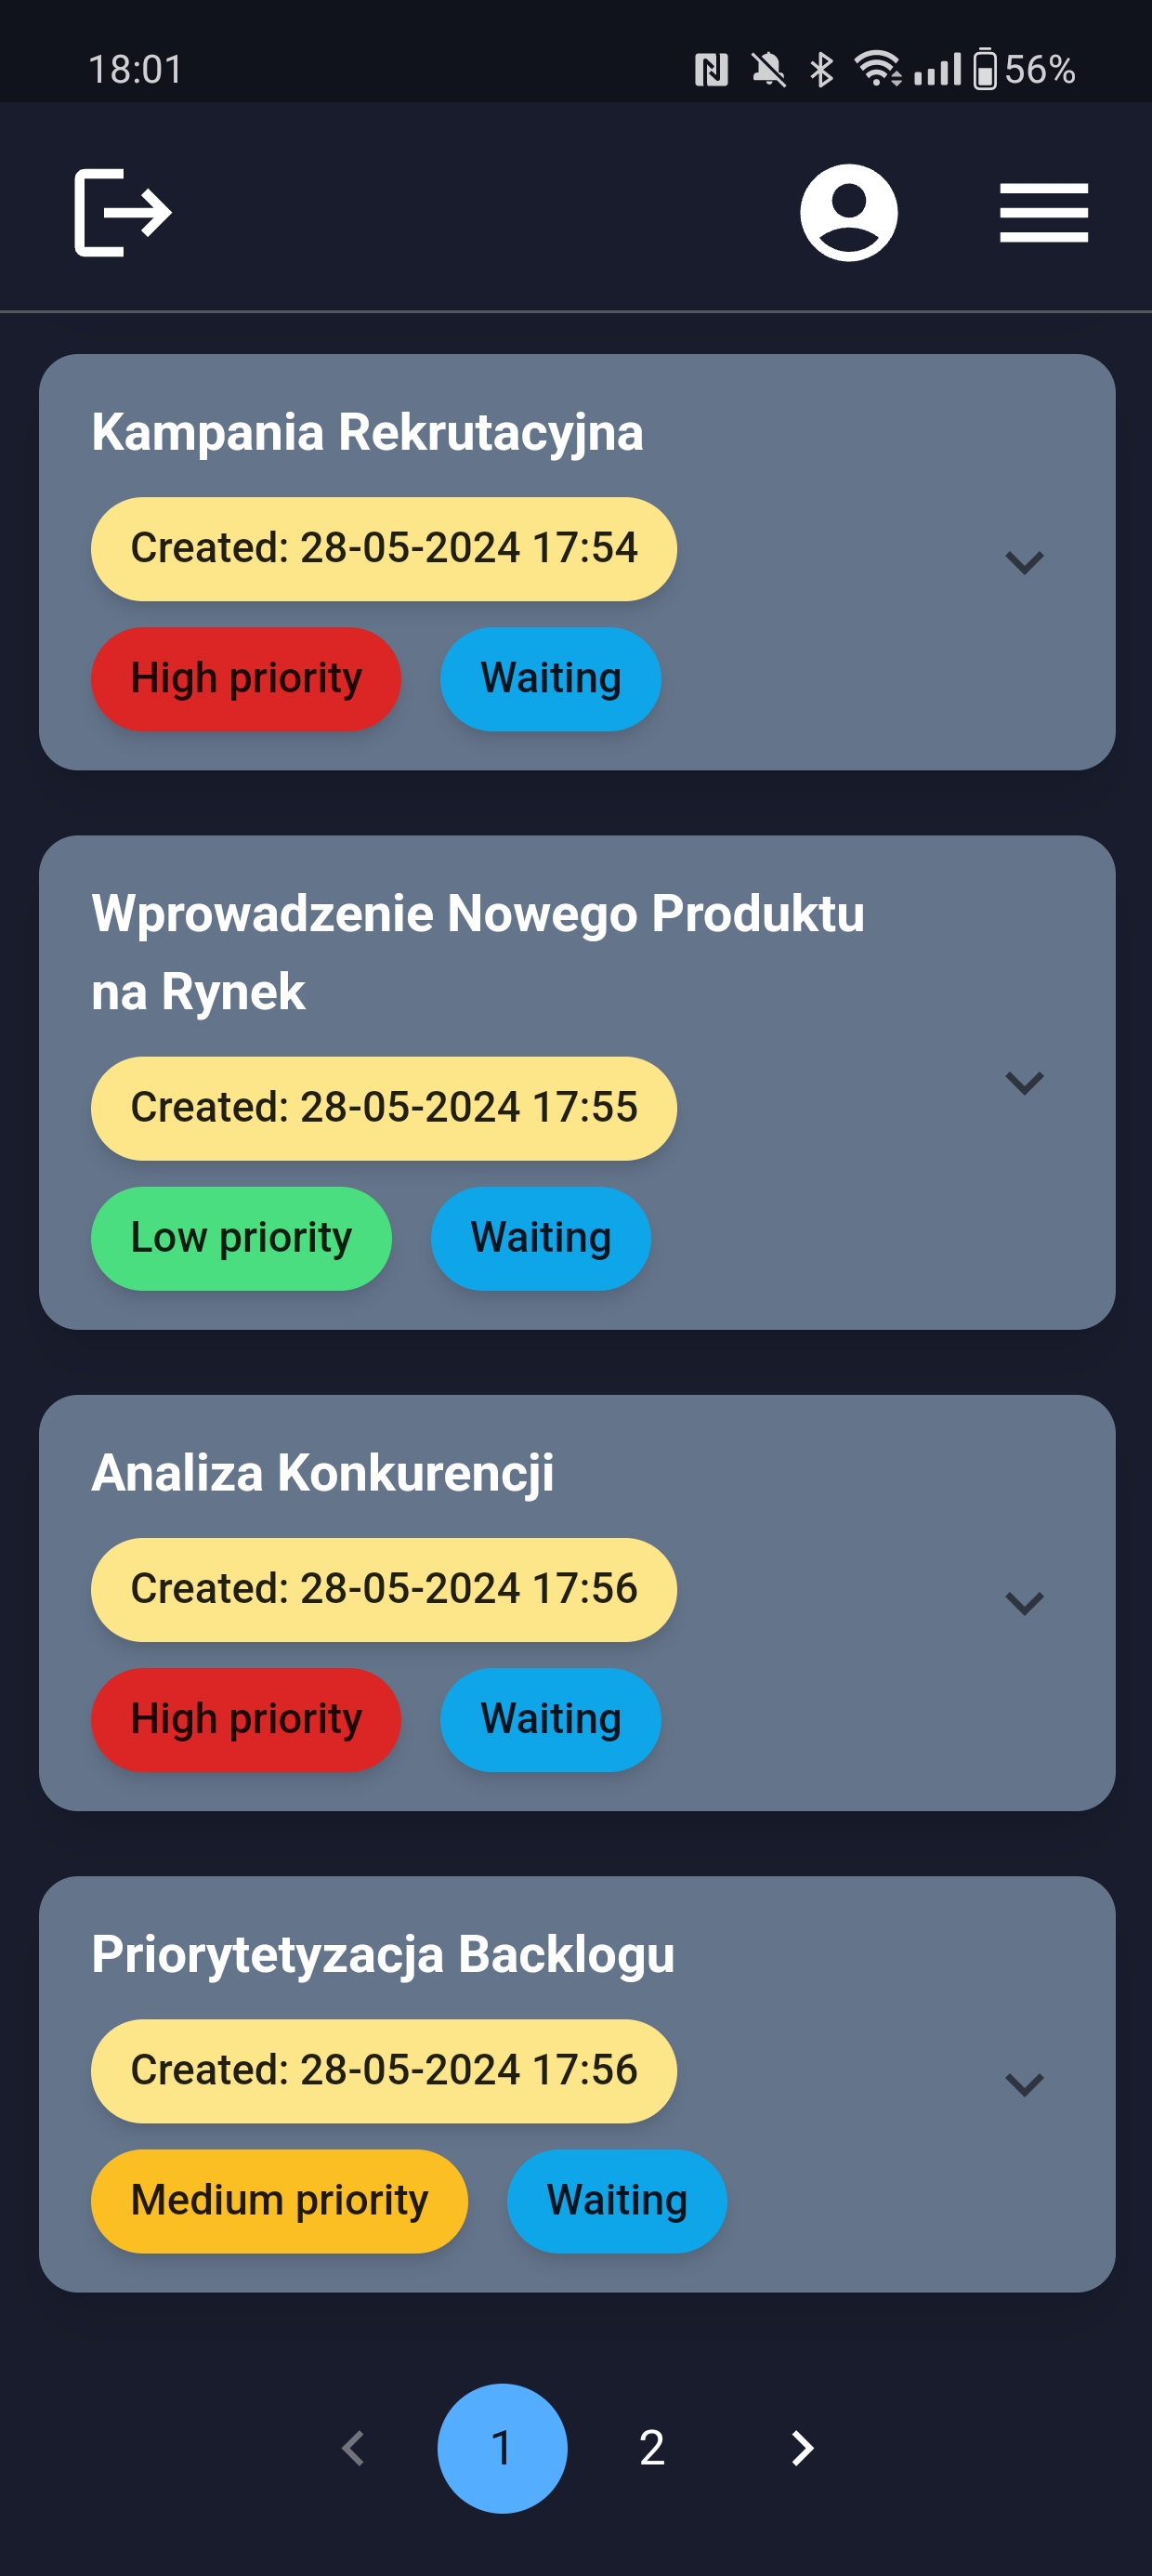 18:01 56%
Kampania Rekrutacyjna
Created: 28-05-2024 17:54
High priority Waiting
Wprowadzenie Nowego Produktu
na Rynek
Created: 28-05-2024 17:55
Low priority Waiting
Analiza Konkurencji
Created: 28-05-2024 17:56
High priority Waiting
Priorytetyzacja Backlogu
Created: 28-05-2024 17:56
Medium priority Waiting
1 2